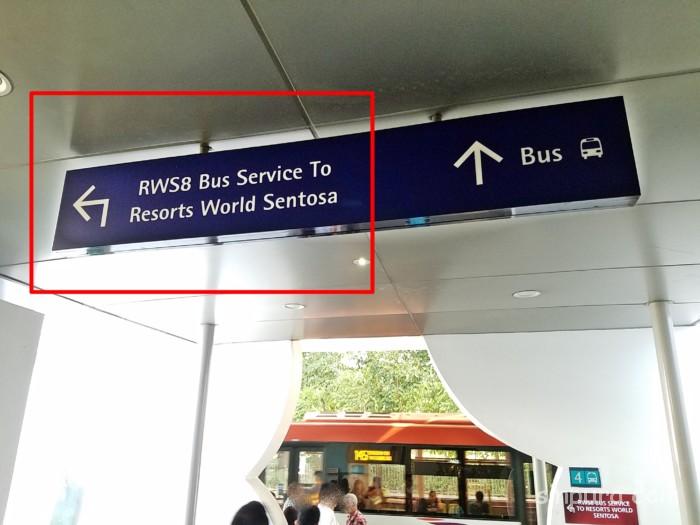 RWS8 Bus Service To
Resorts World Sentosa
Bus
145
4
RWS8 BUS SERVICE
TO RESORTS WORLD
SENTOSA